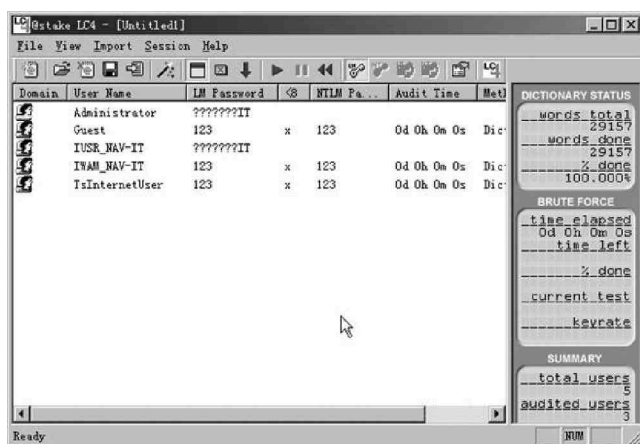 @stake LC4 - [Untitled1]
File View Import Session Help
Domain User Name LM Password <8 NTLM Pa... Audit Time Metl
Administrator ???????IT
Guest 123 x 123 0d 0h 0m 0s Dic
IUSR_NAV-IT ???????IT
IWAM_NAV-IT 123 x 123 0d 0h 0m 0s Dic
TsInternetUser 123 x 123 0d 0h 0m 0s Dic
DICTIONARY STATUS
words total
29157
words done
29157
% done
100.000%
BRUTE FORCE
time elapsed
0d 0h 0m 0s
time left
% done
current test
keyrate
SUMMARY
total users
5
audited users
3
Ready NUM